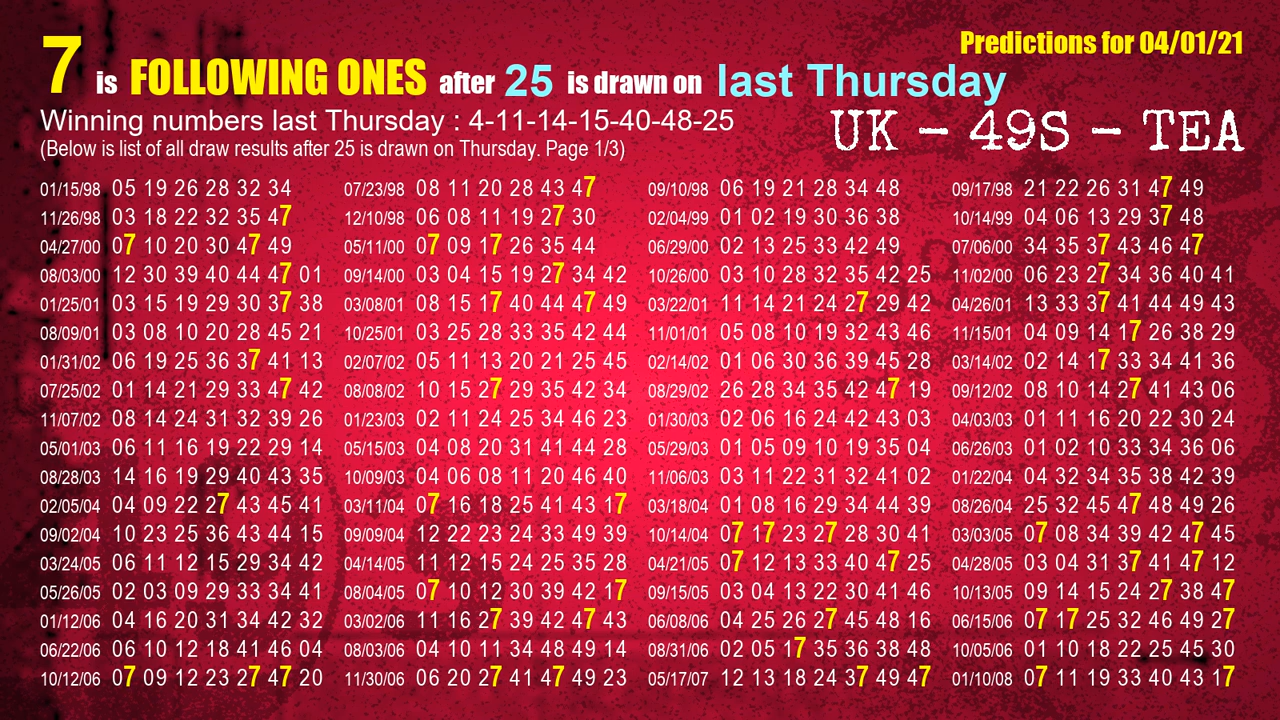 Predictions for 04/01/21
7 is FOLLOWING ONES after 25 is drawn on last Thursday
Winning numbers last Thursday : 4-11-14-15-40-48-25
UK - 49S - TEA
(Below is list of all draw results after 25 is drawn on Thursday. Page 1/3)
01/15/98 05 19 26 28 32 34 07/23/98 08 11 20 28 43 47 09/10/98 06 19 21 28 34 48 09/17/98 21 22 26 31 47 49
11/26/98 03 18 22 32 35 47 12/10/98 06 08 11 19 27 30 02/04/99 01 02 19 30 36 38 10/14/99 04 06 13 29 37 48
04/27/00 07 10 20 30 47 49 05/11/00 07 09 17 26 35 44 06/29/00 02 13 25 33 42 49 07/06/00 34 35 37 43 46 47
08/03/00 12 30 39 40 44 47 01 09/14/00 03 04 15 19 27 34 42 10/26/00 03 10 28 32 35 42 25 11/02/00 06 23 27 34 36 40 41
01/25/01 03 15 19 29 30 37 38 03/08/01 08 15 17 40 44 47 49 03/22/01 11 14 21 24 27 29 42 04/26/01 13 33 37 41 44 49 43
08/09/01 03 08 10 20 28 45 21 10/25/01 03 25 28 33 35 42 44 11/01/01 05 08 10 19 32 43 46 11/15/01 04 09 14 17 26 38 29
01/31/02 06 19 25 36 37 41 13 02/07/02 05 11 13 20 21 25 45 02/14/02 01 06 30 36 39 45 28 03/14/02 02 14 17 33 34 41 36
07/25/02 01 14 21 29 33 47 42 08/08/02 10 15 27 29 35 42 34 08/29/02 26 28 34 35 42 47 19 09/12/02 08 10 14 27 41 43 06
11/07/02 08 14 24 31 32 39 26 01/23/03 02 11 24 25 34 46 23 01/30/03 02 06 16 24 42 43 03 04/03/03 01 11 16 20 22 30 24
05/01/03 06 11 16 19 22 29 14 05/15/03 04 08 20 31 41 44 28 05/29/03 01 05 09 10 19 35 04 06/26/03 01 02 10 33 34 36 06
08/28/03 14 16 19 29 40 43 35 10/09/03 04 06 08 11 20 46 40 11/06/03 03 11 22 31 32 41 02 01/22/04 04 32 34 35 38 42 39
02/05/04 04 09 22 27 43 45 41 03/11/04 07 16 18 25 41 43 17 03/18/04 01 08 16 29 34 44 39 08/26/04 25 32 45 47 48 49 26
09/02/04 10 23 25 36 43 44 15 09/09/04 12 22 23 24 33 49 39 10/14/04 07 17 23 27 28 30 41 03/03/05 07 08 34 39 42 47 45
03/24/05 06 11 12 15 29 34 42 04/14/05 11 12 15 24 25 35 28 04/21/05 07 12 13 33 40 47 25 04/28/05 03 04 31 37 41 47 12
05/26/05 02 03 09 29 33 34 41 08/04/05 07 10 12 30 39 42 17 09/15/05 03 04 13 22 30 41 46 10/13/05 09 14 15 24 27 38 47
01/12/06 04 16 20 31 34 42 32 03/02/06 11 16 27 39 42 47 43 06/08/06 04 25 26 27 45 48 16 06/15/06 07 17 25 32 46 49 27
06/22/06 06 10 12 18 41 46 04 08/03/06 04 10 11 34 48 49 14 08/31/06 02 05 17 35 36 38 48 10/05/06 01 10 18 22 25 45 30
10/12/06 07 09 12 23 27 47 20 11/30/06 06 20 27 41 47 49 23 05/17/07 12 13 18 24 37 49 47 01/10/08 07 11 19 33 40 43 17